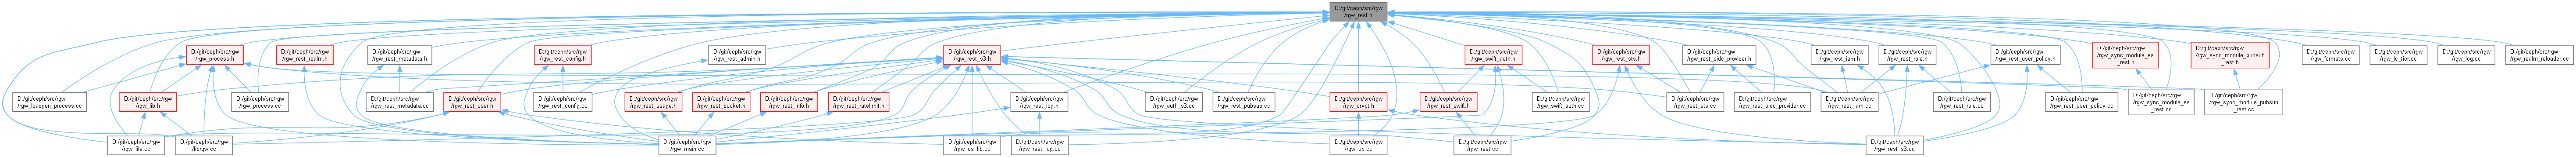 D:/git/ceph/src/rgw
/rgw_rest.h
D:/git/ceph/src/rgw
/rgw_process.h
D:/git/ceph/src/rgw
/rgw_rest_realm.h
D:/git/ceph/src/rgw
/rgw_rest_metadata.h
D:/git/ceph/src/rgw
/rgw_rest_config.h
D:/git/ceph/src/rgw
/rgw_rest_admin.h
D:/git/ceph/src/rgw
/rgw_rest_s3.h
D:/git/ceph/src/rgw
/rgw_swift_auth.h
D:/git/ceph/src/rgw
/rgw_rest_sts.h
D:/git/ceph/src/rgw
/rgw_rest_oidc_provider.h
D:/git/ceph/src/rgw
/rgw_rest_iam.h
D:/git/ceph/src/rgw
/rgw_rest_role.h
D:/git/ceph/src/rgw
/rgw_rest_user_policy.h
D:/git/ceph/src/rgw
/rgw_sync_module_es
_rest.h
D:/git/ceph/src/rgw
/rgw_sync_module_pubsub
_rest.h
D:/git/ceph/src/rgw
/rgw_formats.cc
D:/git/ceph/src/rgw
/rgw_lc_tier.cc
D:/git/ceph/src/rgw
/rgw_log.cc
D:/git/ceph/src/rgw
/rgw_realm_reloader.cc
D:/git/ceph/src/rgw
/rgw_loadgen_process.cc
D:/git/ceph/src/rgw
/rgw_lib.h
D:/git/ceph/src/rgw
/rgw_process.cc
D:/git/ceph/src/rgw
/rgw_rest_metadata.cc
D:/git/ceph/src/rgw
/rgw_rest_user.h
D:/git/ceph/src/rgw
/rgw_rest_config.cc
D:/git/ceph/src/rgw
/rgw_rest_usage.h
D:/git/ceph/src/rgw
/rgw_rest_bucket.h
D:/git/ceph/src/rgw
/rgw_rest_info.h
D:/git/ceph/src/rgw
/rgw_rest_ratelimit.h
D:/git/ceph/src/rgw
/rgw_rest_log.h
D:/git/ceph/src/rgw
/rgw_auth_s3.cc
D:/git/ceph/src/rgw
/rgw_rest_pubsub.cc
D:/git/ceph/src/rgw
/rgw_crypt.h
D:/git/ceph/src/rgw
/rgw_rest_swift.h
D:/git/ceph/src/rgw
/rgw_swift_auth.cc
D:/git/ceph/src/rgw
/rgw_rest_sts.cc
D:/git/ceph/src/rgw
/rgw_rest_oidc_provider.cc
D:/git/ceph/src/rgw
/rgw_rest_iam.cc
D:/git/ceph/src/rgw
/rgw_rest_role.cc
D:/git/ceph/src/rgw
/rgw_rest_user_policy.cc
D:/git/ceph/src/rgw
/rgw_sync_module_es
_rest.cc
D:/git/ceph/src/rgw
/rgw_sync_module_pubsub
_rest.cc
D:/git/ceph/src/rgw
/rgw_file.cc
D:/git/ceph/src/rgw
/librgw.cc
D:/git/ceph/src/rgw
/rgw_main.cc
D:/git/ceph/src/rgw
/rgw_os_lib.cc
D:/git/ceph/src/rgw
/rgw_rest_log.cc
D:/git/ceph/src/rgw
/rgw_op.cc
D:/git/ceph/src/rgw
/rgw_rest.cc
D:/git/ceph/src/rgw
/rgw_rest_s3.cc